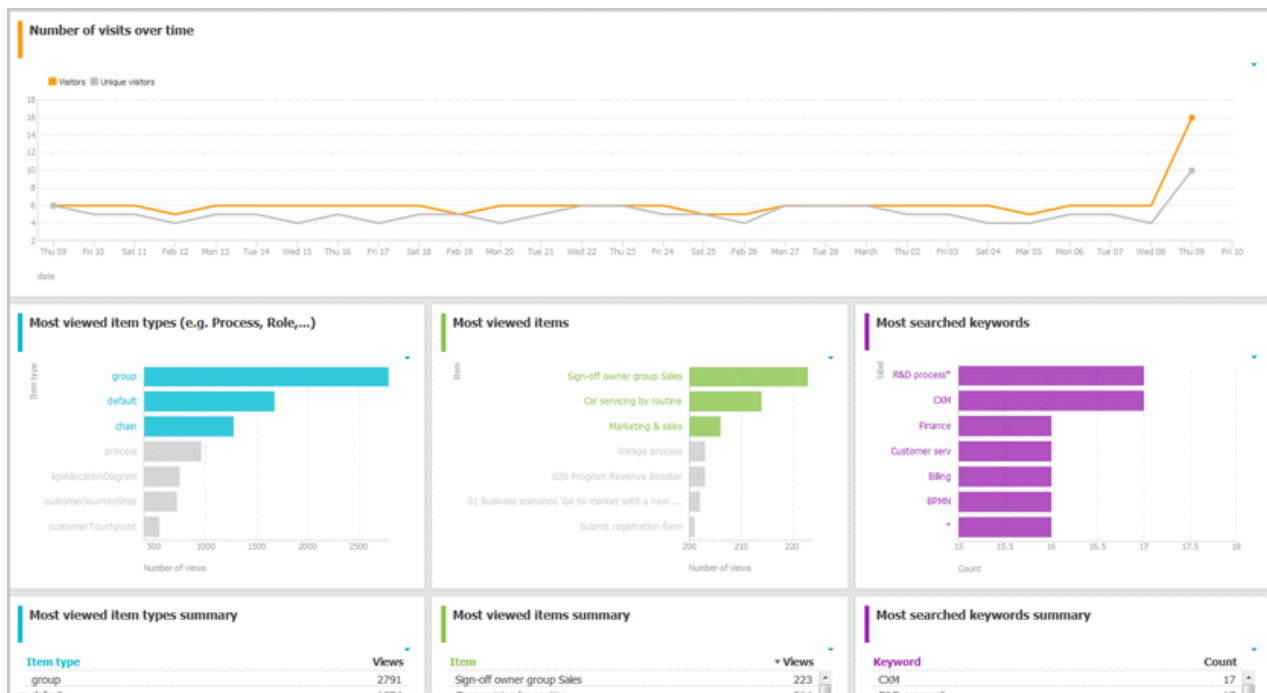 Number of visits over time
Visitors Unique visitors
18
16
14
12
10
8
6
4
2
Thu 09 Fri 10 Sat 11 Feb 12 Mon 13 Tue 14 Wed 15 Thu 16 Fri 17 Sat 18 Feb 19 Mon 20 Tue 21 Wed 22 Thu 23 Fri 24 Sat 25 Feb 26 Mon 27 Tue 28 March Thu 02 Fri 03 Sat 04 Mar 05 Mon 06 Tue 07 Wed 08 Thu 09 Fri 10
date
Most viewed item types (e.g. Process, Role,...)
Item type
group
default
chain
process
kpiAllocationDiagram
customerJourneyStep
customerTouchpoint
500 1000 1500 2000 2500
Number of views
Most viewed items
Item
Sign-off owner group Sales
Car servicing by routine
Marketing & sales
Garage process
02b Program Revenue Booster
01 Business scenarios 'Go to market with a new ...
Submit registration form
200 210 220
Number of views
Most searched keywords
Label
R&D process*
CXM
Finance
Customer serv
Billing
BPMN
*
15 15.5 16 16.5 17 17.5 18
Count
Most viewed item types summary
Item type Views
group 2791
Most viewed items summary
Item Views
Sign-off owner group Sales 223
Most searched keywords summary
Keyword Count
CXM 17